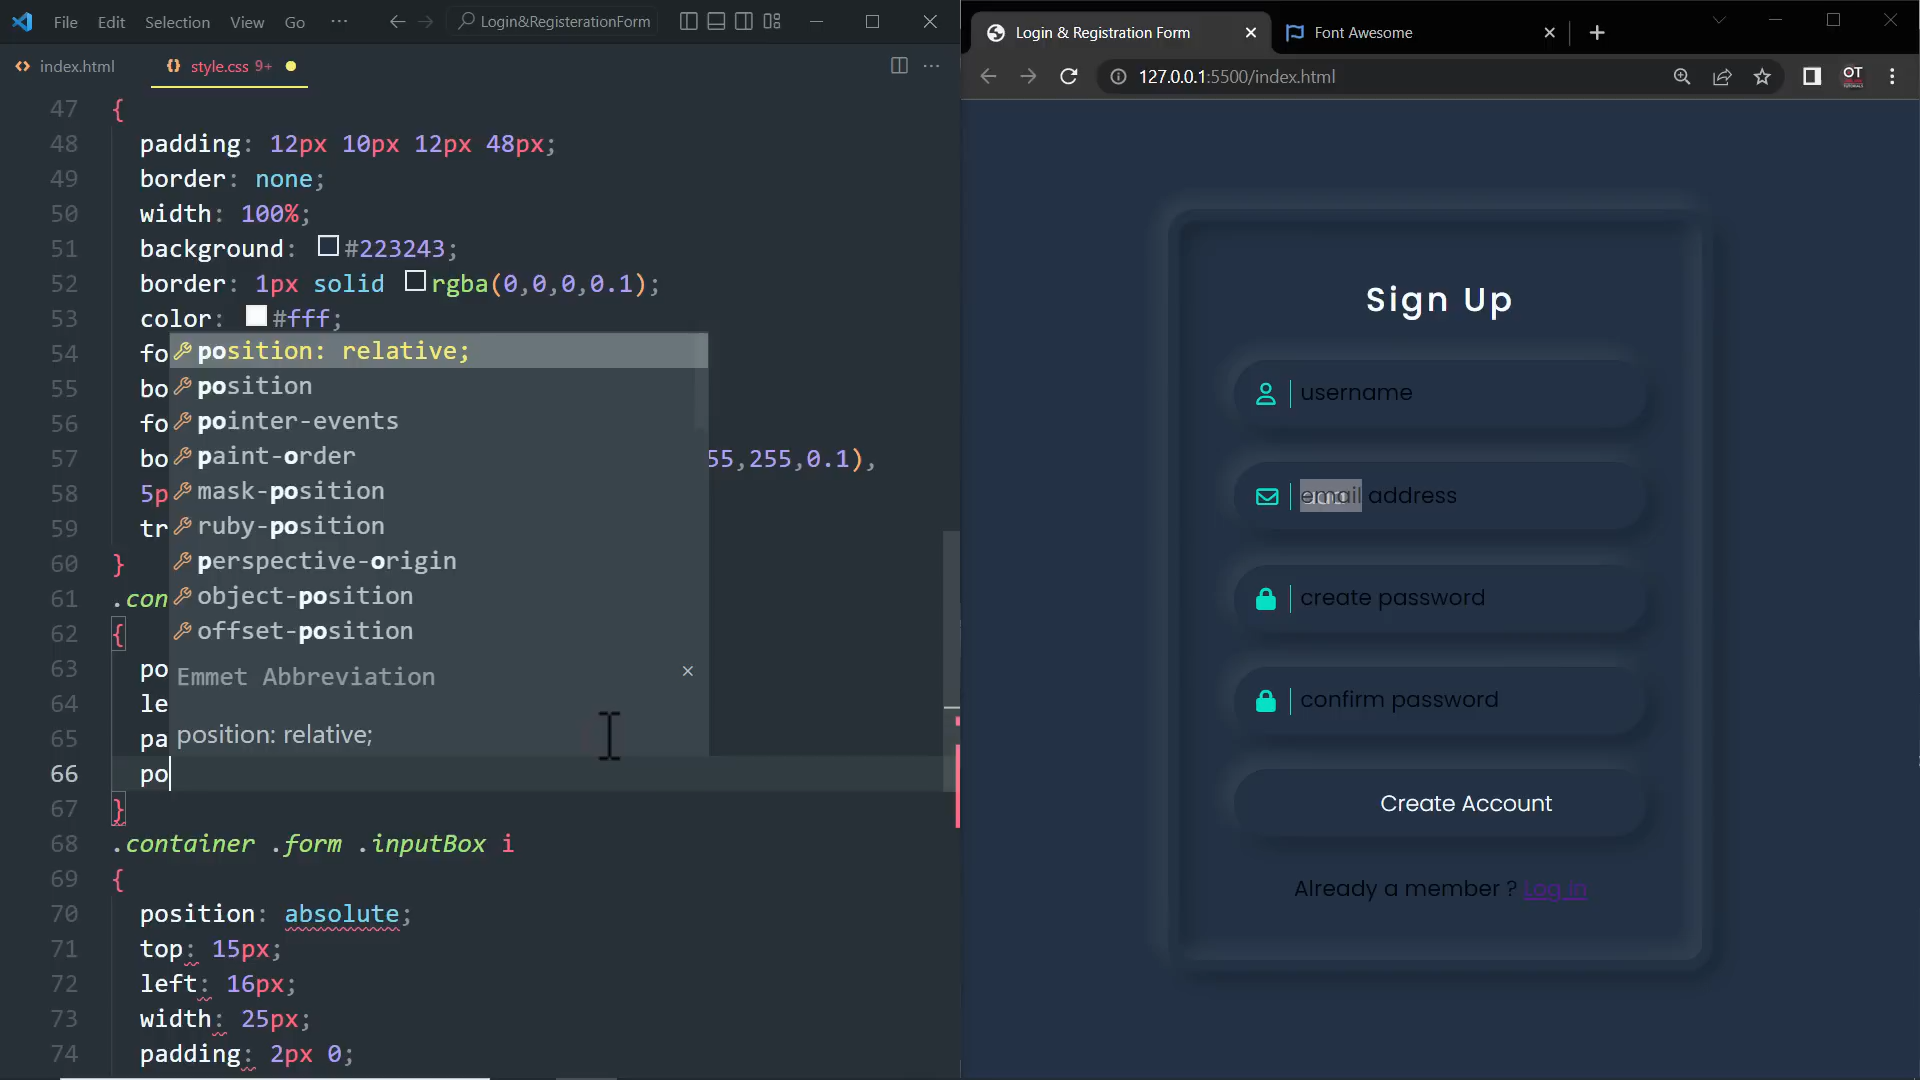 File Edit Selection View Go ··· LogIn&RegisterationForm
index.html style.css 9+
47 {
48 padding: 12px 10px 12px 48px;
49 border: none;
50 width: 100%;
51 background: #223243;
52 border: 1px solid rgba(0,0,0,0.1);
53 color: #fff;
54 fo position: relative;
55 bo position
56 fo pointer-events
paint-order
57 bo 55,255,0.1),
58 5p mask-position
59 tr ruby-position
60 } perspective-origin
61 .con object-position
62 { offset-position
63 po Emmet Abbreviation ×
64 le
65 pa position: relative;
66 po
67 }
68 .container .form .inputBox i
69 {
70 position: absolute;
71 top: 15px;
72 left: 16px;
73 width: 25px;
74 padding: 2px 0;
Login & Registration Form Font Awesome
127.0.0.1:5500/index.html OT
Sign Up
username
email address
create password
confirm password
Create Account
Already a member ? Log in